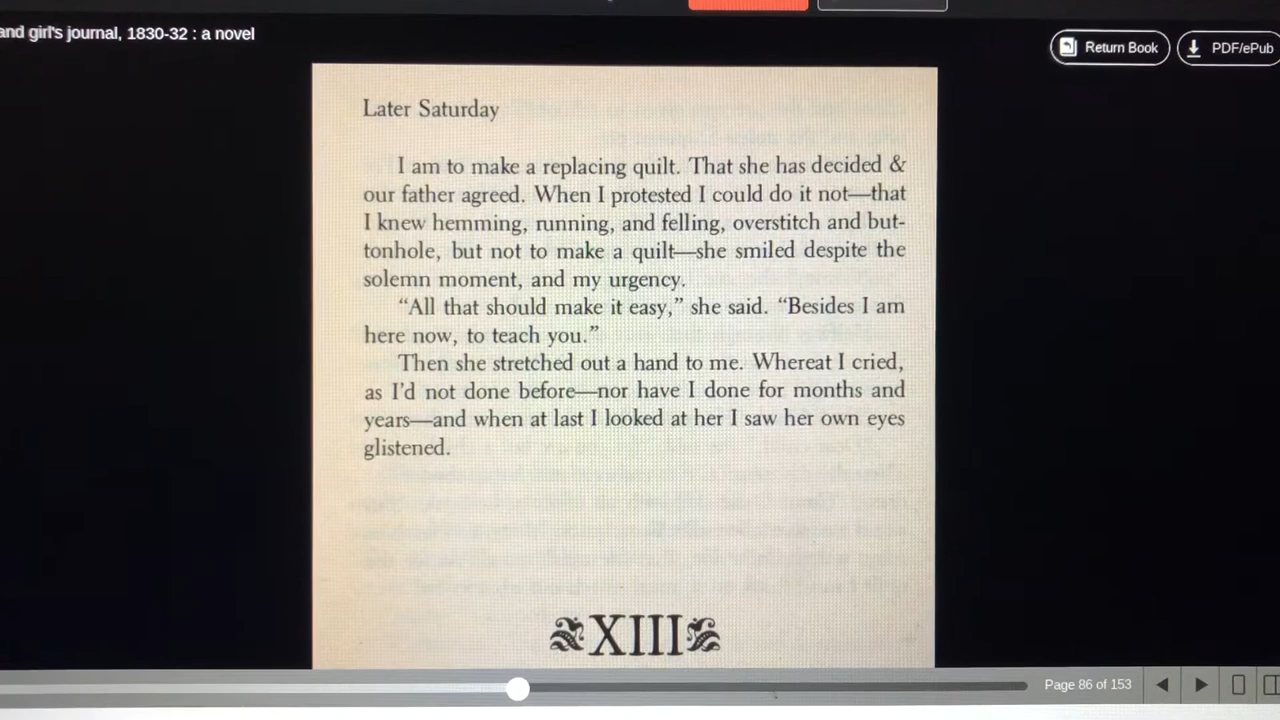 and girl's journal, 1830-32 : a novel
Return Book
PDF/ePub
Later Saturday
I am to make a replacing quilt. That she has decided &
our father agreed. When I protested I could do it not—that
I knew hemming, running, and felling, overstitch and but-
tonhole, but not to make a quilt—she smiled despite the
solemn moment, and my urgency.
“All that should make it easy,” she said. “Besides I am
here now, to teach you.”
Then she stretched out a hand to me. Whereat I cried,
as I’d not done before—nor have I done for months and
years—and when at last I looked at her I saw her own eyes
glistened.
XIII
Page 86 of 153